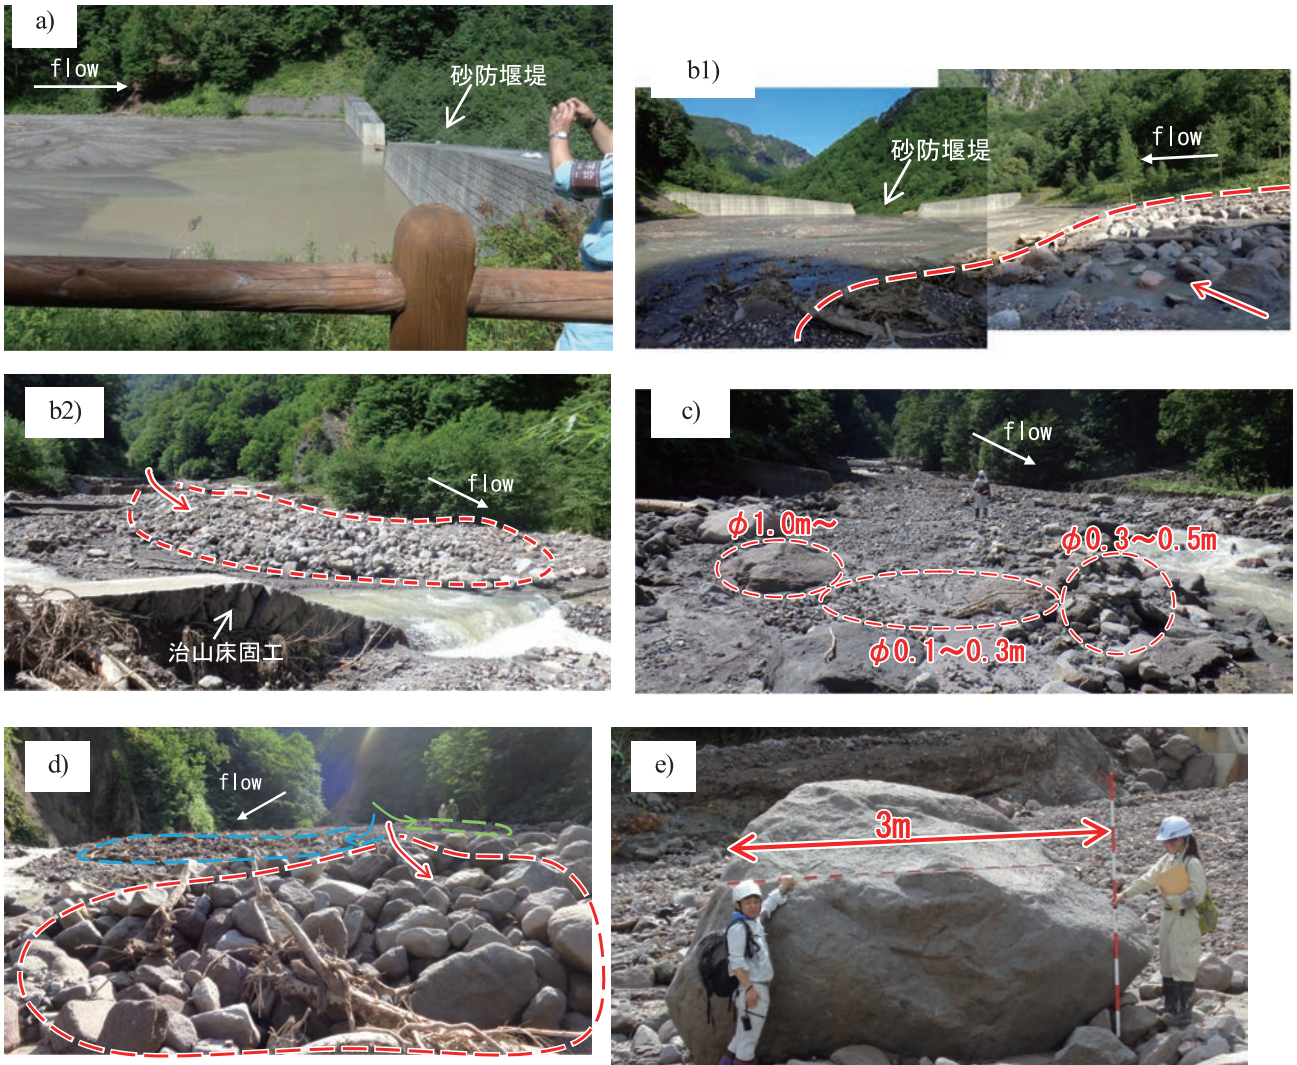 a)
flow
砂防堰堤
b1)
flow
砂防堰堤
b2)
flow
治山床固工
c)
flow
φ1.0m～
φ0.3～0.5m
φ0.1～0.3m
d)
flow
e)
3m